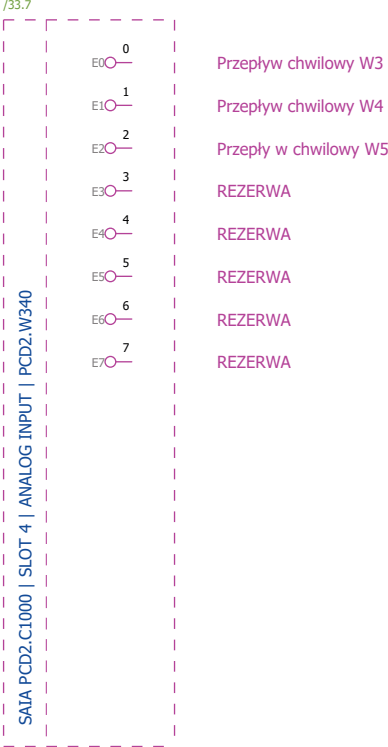 /33.7
0
E0 Przepływ chwilowy W3
1
E1 Przepływ chwilowy W4
2
E2 Przepły w chwilowy W5
3
E3 REZERWA
4
E4 REZERWA
5
E5 REZERWA
6
E6 REZERWA
7
E7 REZERWA
SAIA PCD2.C1000 | SLOT 4 | ANALOG INPUT | PCD2.W340